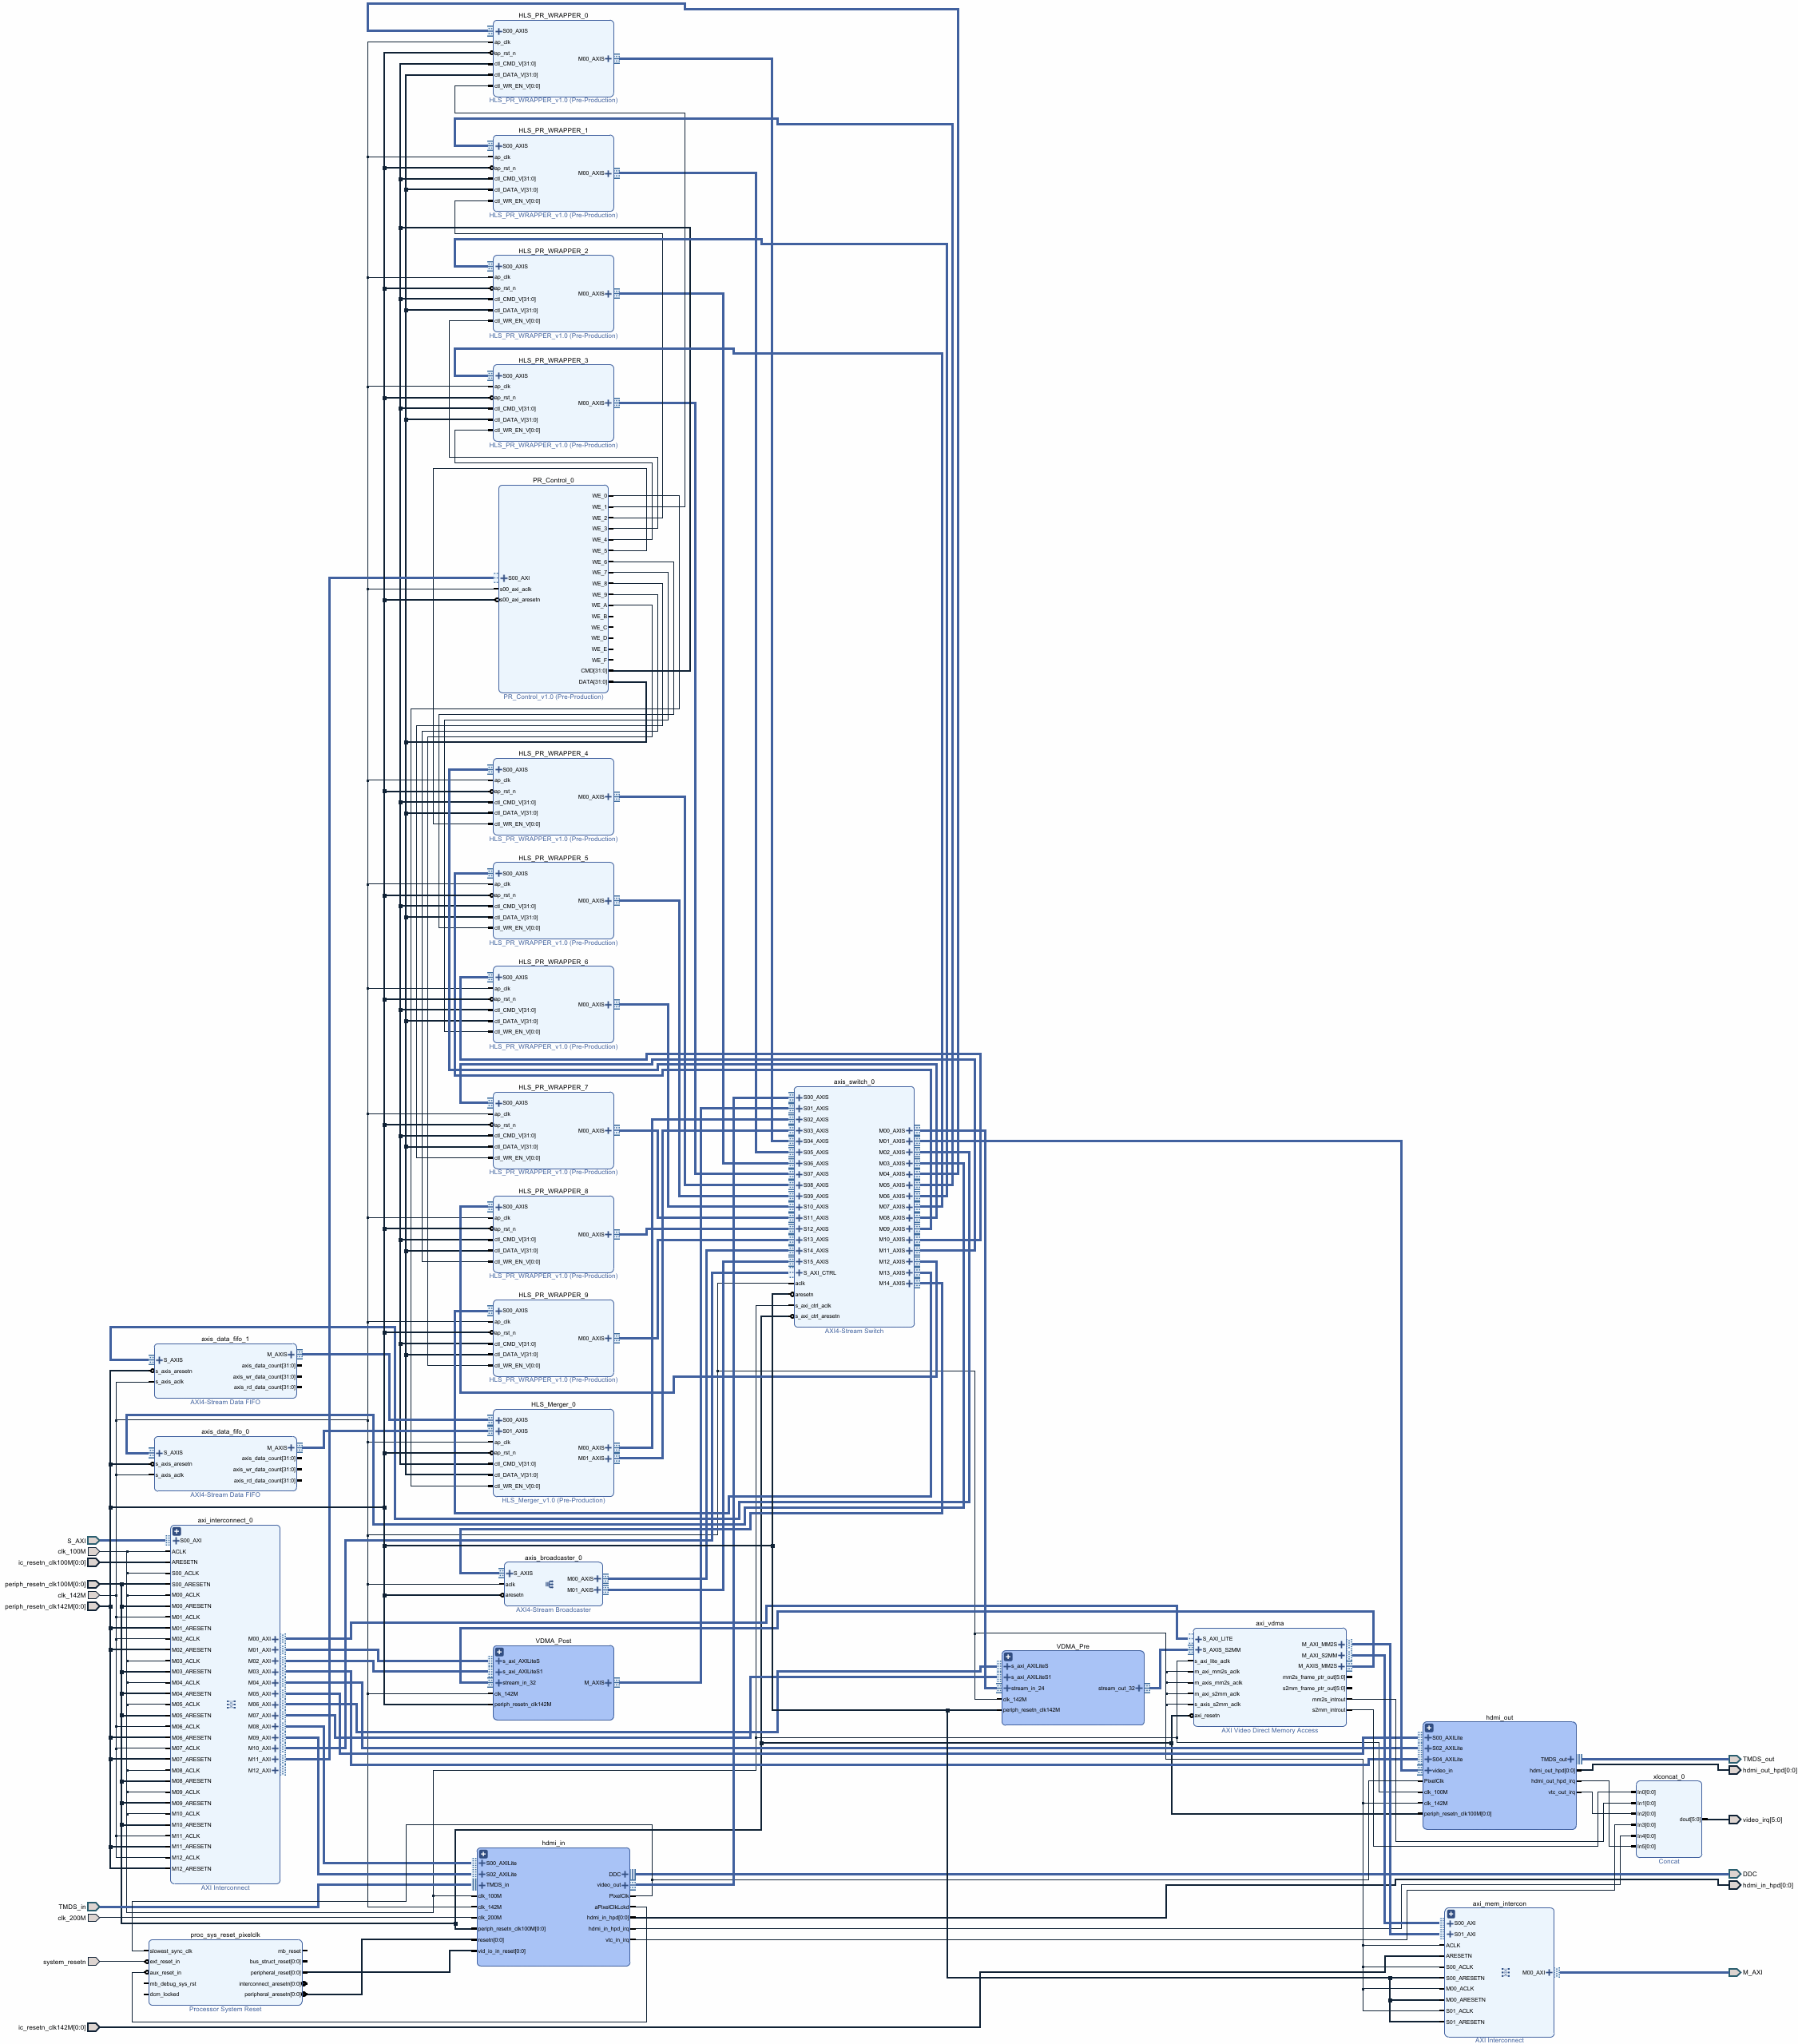 HLS_PR_WRAPPER_0
S00_AXIS
ap_clk
ap_rst_n
ctl_CMD_V[31:0]
ctl_DATA_V[31:0]
ctl_WR_EN_V[0:0]
M00_AXIS
HLS_PR_WRAPPER_v1.0 (Pre-Production)
HLS_PR_WRAPPER_1
S00_AXIS
ap_clk
ap_rst_n
ctl_CMD_V[31:0]
ctl_DATA_V[31:0]
ctl_WR_EN_V[0:0]
M00_AXIS
HLS_PR_WRAPPER_v1.0 (Pre-Production)
HLS_PR_WRAPPER_2
S00_AXIS
ap_clk
ap_rst_n
ctl_CMD_V[31:0]
ctl_DATA_V[31:0]
ctl_WR_EN_V[0:0]
M00_AXIS
HLS_PR_WRAPPER_v1.0 (Pre-Production)
HLS_PR_WRAPPER_3
S00_AXIS
ap_clk
ap_rst_n
ctl_CMD_V[31:0]
ctl_DATA_V[31:0]
ctl_WR_EN_V[0:0]
M00_AXIS
HLS_PR_WRAPPER_v1.0 (Pre-Production)
PR_Control_0
S00_AXI
s00_axi_aclk
s00_axi_aresetn
WE_0
WE_1
WE_2
WE_3
WE_4
WE_5
WE_6
WE_7
WE_8
WE_9
WE_A
WE_B
WE_C
WE_D
WE_E
WE_F
CMD[31:0]
DATA[31:0]
PR_Control_v1.0 (Pre-Production)
HLS_PR_WRAPPER_4
S00_AXIS
ap_clk
ap_rst_n
ctl_CMD_V[31:0]
ctl_DATA_V[31:0]
ctl_WR_EN_V[0:0]
M00_AXIS
HLS_PR_WRAPPER_v1.0 (Pre-Production)
HLS_PR_WRAPPER_5
S00_AXIS
ap_clk
ap_rst_n
ctl_CMD_V[31:0]
ctl_DATA_V[31:0]
ctl_WR_EN_V[0:0]
M00_AXIS
HLS_PR_WRAPPER_v1.0 (Pre-Production)
HLS_PR_WRAPPER_6
S00_AXIS
ap_clk
ap_rst_n
ctl_CMD_V[31:0]
ctl_DATA_V[31:0]
ctl_WR_EN_V[0:0]
M00_AXIS
HLS_PR_WRAPPER_v1.0 (Pre-Production)
HLS_PR_WRAPPER_7
S00_AXIS
ap_clk
ap_rst_n
ctl_CMD_V[31:0]
ctl_DATA_V[31:0]
ctl_WR_EN_V[0:0]
M00_AXIS
HLS_PR_WRAPPER_v1.0 (Pre-Production)
HLS_PR_WRAPPER_8
S00_AXIS
ap_clk
ap_rst_n
ctl_CMD_V[31:0]
ctl_DATA_V[31:0]
ctl_WR_EN_V[0:0]
M00_AXIS
HLS_PR_WRAPPER_v1.0 (Pre-Production)
HLS_PR_WRAPPER_9
S00_AXIS
ap_clk
ap_rst_n
ctl_CMD_V[31:0]
ctl_DATA_V[31:0]
ctl_WR_EN_V[0:0]
M00_AXIS
HLS_PR_WRAPPER_v1.0 (Pre-Production)
axis_switch_0
S00_AXIS
S01_AXIS
S02_AXIS
S03_AXIS
S04_AXIS
S05_AXIS
S06_AXIS
S07_AXIS
S08_AXIS
S09_AXIS
S10_AXIS
S11_AXIS
S12_AXIS
S13_AXIS
S14_AXIS
S15_AXIS
S_AXI_CTRL
aclk
aresetn
s_axi_ctrl_aclk
s_axi_ctrl_aresetn
M00_AXIS
M01_AXIS
M02_AXIS
M03_AXIS
M04_AXIS
M05_AXIS
M06_AXIS
M07_AXIS
M08_AXIS
M09_AXIS
M10_AXIS
M11_AXIS
M12_AXIS
M13_AXIS
M14_AXIS
AXI4-Stream Switch
axis_data_fifo_1
S_AXIS
s_axis_aresetn
s_axis_aclk
M_AXIS
axis_data_count[31:0]
axis_wr_data_count[31:0]
axis_rd_data_count[31:0]
AXI4-Stream Data FIFO
axis_data_fifo_0
S_AXIS
s_axis_aresetn
s_axis_aclk
M_AXIS
axis_data_count[31:0]
axis_wr_data_count[31:0]
axis_rd_data_count[31:0]
AXI4-Stream Data FIFO
HLS_Merger_0
S00_AXIS
S01_AXIS
ap_clk
ap_rst_n
ctl_CMD_V[31:0]
ctl_DATA_V[31:0]
ctl_WR_EN_V[0:0]
M00_AXIS
M01_AXIS
HLS_Merger_v1.0 (Pre-Production)
S_AXI
clk_100M
ic_resetn_clk100M[0:0]
periph_resetn_clk100M[0:0]
clk_142M
periph_resetn_clk142M[0:0]
axi_interconnect_0
S00_AXI
ACLK
ARESETN
S00_ACLK
S00_ARESETN
M00_ACLK
M00_ARESETN
M01_ACLK
M01_ARESETN
M02_ACLK
M02_ARESETN
M03_ACLK
M03_ARESETN
M04_ACLK
M04_ARESETN
M05_ACLK
M05_ARESETN
M06_ACLK
M06_ARESETN
M07_ACLK
M07_ARESETN
M08_ACLK
M08_ARESETN
M09_ACLK
M09_ARESETN
M10_ACLK
M10_ARESETN
M11_ACLK
M11_ARESETN
M12_ACLK
M12_ARESETN
M00_AXI
M01_AXI
M02_AXI
M03_AXI
M04_AXI
M05_AXI
M06_AXI
M07_AXI
M08_AXI
M09_AXI
M10_AXI
M11_AXI
M12_AXI
AXI Interconnect
axis_broadcaster_0
S_AXIS
aclk
aresetn
M00_AXIS
M01_AXIS
AXI4-Stream Broadcaster
VDMA_Post
s_axi_AXILiteS
s_axi_AXILiteS1
stream_in_32
clk_142M
periph_resetn_clk142M
M_AXIS
VDMA_Pre
s_axi_AXILiteS
s_axi_AXILiteS1
stream_in_24
clk_142M
periph_resetn_clk142M
stream_out_32
axi_vdma
S_AXI_LITE
S_AXIS_S2MM
s_axi_lite_aclk
m_axi_mm2s_aclk
m_axis_mm2s_aclk
m_axi_s2mm_aclk
s_axis_s2mm_aclk
axi_resetn
M_AXI_MM2S
M_AXI_S2MM
M_AXIS_MM2S
mm2s_frame_ptr_out[5:0]
s2mm_frame_ptr_out[5:0]
mm2s_introut
s2mm_introut
AXI Video Direct Memory Access
hdmi_out
S00_AXILite
S02_AXILite
S04_AXILite
video_in
PixelClk
clk_100M
clk_142M
periph_resetn_clk100M[0:0]
TMDS_out
hdmi_out_hpd[0:0]
hdmi_out_hpd_irq
vtc_out_irq
TMDS_out
hdmi_out_hpd[0:0]
xlconcat_0
In0[0:0]
In1[0:0]
In2[0:0]
In3[0:0]
In4[0:0]
In5[0:0]
dout[5:0]
Concat
video_irq[5:0]
DDC
hdmi_in_hpd[0:0]
hdmi_in
S00_AXILite
S02_AXILite
TMDS_in
clk_100M
clk_142M
clk_200M
periph_resetn_clk100M[0:0]
resetn[0:0]
vid_io_in_reset[0:0]
DDC
video_out
PixelClk
aPixelClkLckd
hdmi_in_hpd[0:0]
hdmi_in_hpd_irq
vtc_in_irq
TMDS_in
clk_200M
system_resetn
proc_sys_reset_pixelclk
slowest_sync_clk
ext_reset_in
aux_reset_in
mb_debug_sys_rst
dcm_locked
mb_reset
bus_struct_reset[0:0]
peripheral_reset[0:0]
interconnect_aresetn[0:0]
peripheral_aresetn[0:0]
Processor System Reset
ic_resetn_clk142M[0:0]
axi_mem_intercon
S00_AXI
S01_AXI
ACLK
ARESETN
S00_ACLK
S00_ARESETN
M00_ACLK
M00_ARESETN
S01_ACLK
S01_ARESETN
M00_AXI
AXI Interconnect
M_AXI